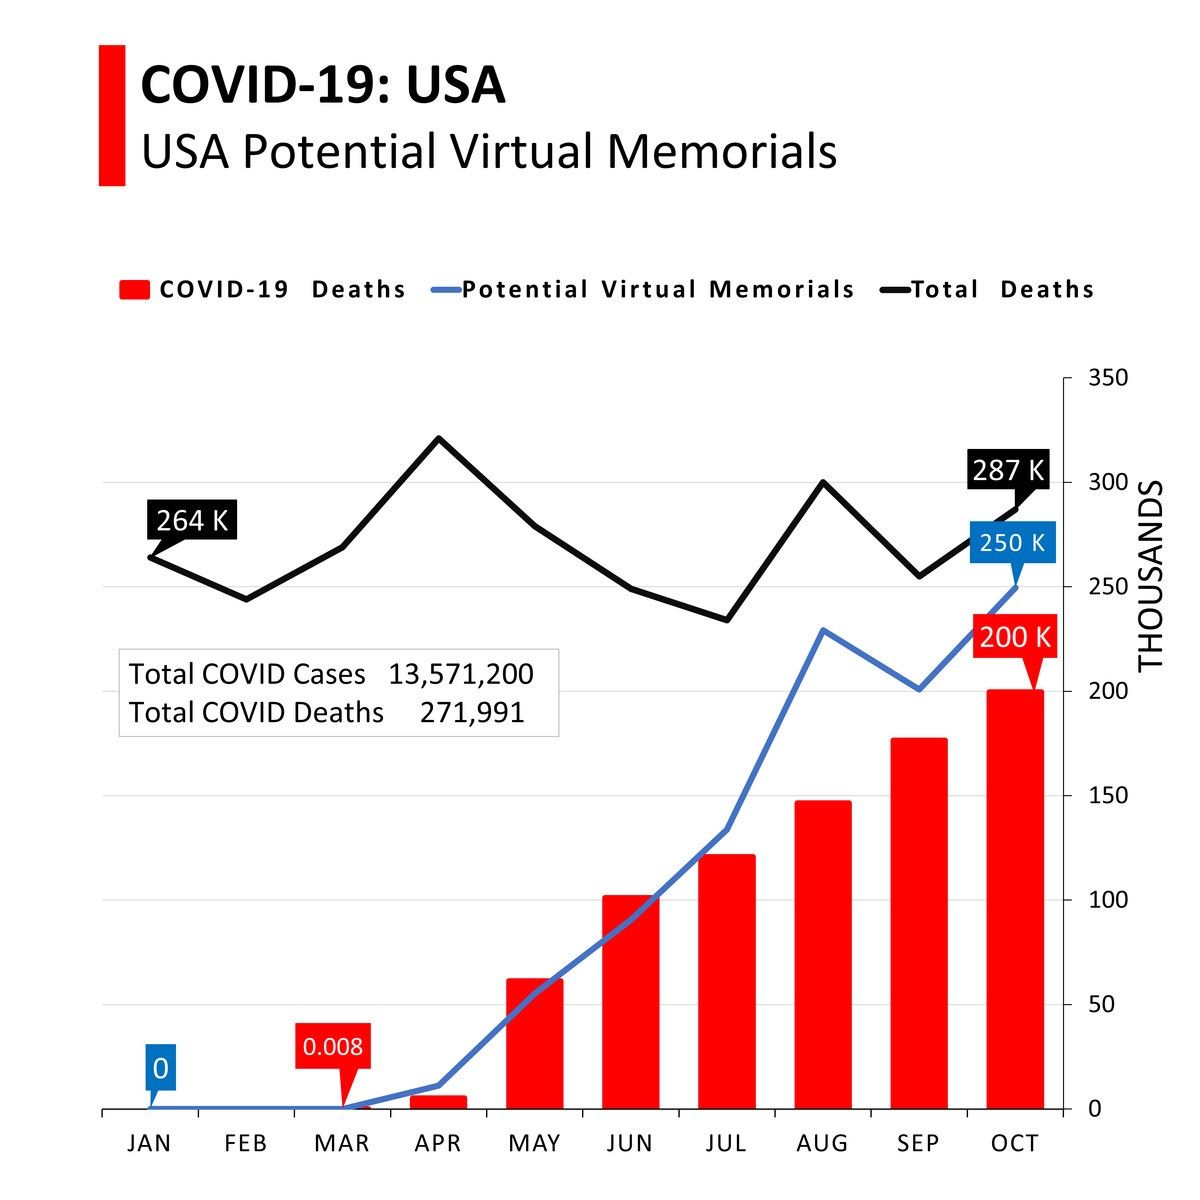 COVID-19: USA
USA Potential Virtual Memorials
COVID-19 Deaths Potential Virtual Memorials Total Deaths
350
300
250
200
150
100
50
0
THOUSANDS
264 K
287 K
250 K
200 K
Total COVID Cases 13,571,200
Total COVID Deaths 271,991
0.008
0
JAN FEB MAR APR MAY JUN JUL AUG SEP OCT